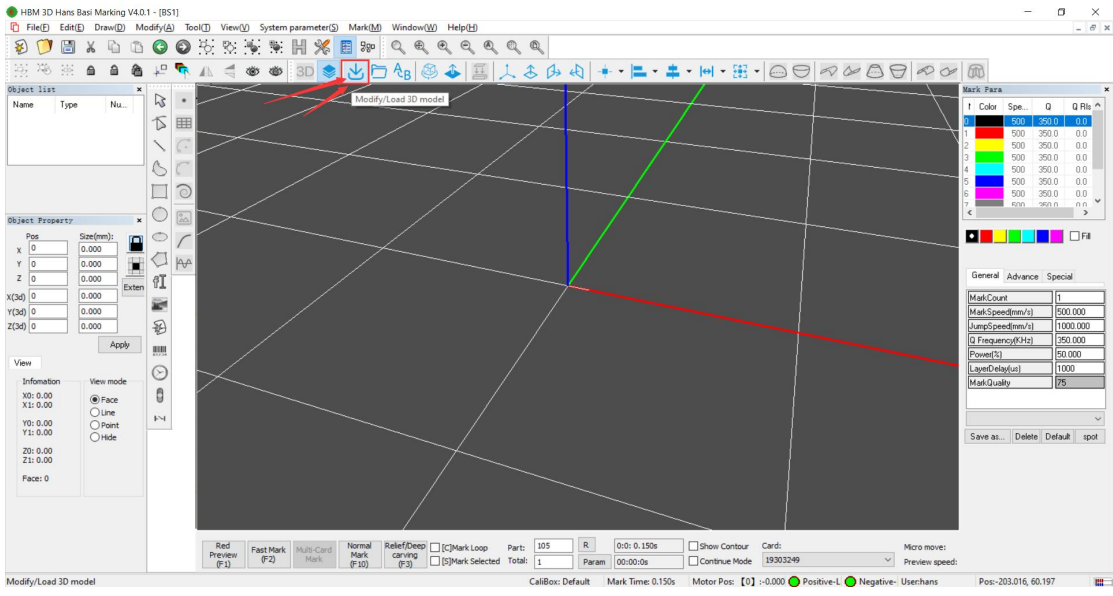 HBM 3D Hans Basi Marking V4.0.1 - [BS1]
File(F) Edit(E) Draw(D) Modify(A) Tool(T) View(V) System parameter(S) Mark(M) Window(W) Help(H)
3D
Modify/Load 3D model
Object list
Name Type Nu...
Object Property
Pos Size(mm):
X 0 0.000
Y 0 0.000
Z 0 0.000
Exten
X(3d) 0 0.000
Y(3d) 0 0.000
Z(3d) 0 0.000
Apply
View
Infomation View mode
X0: 0.00
X1: 0.00
Y0: 0.00
Y1: 0.00
Z0: 0.00
Z1: 0.00
Face: 0
Face
Line
Point
Hide
Mark Para
Color Spe... Q Q Rls
0 500 350.0 0.0
1 500 350.0 0.0
2 500 350.0 0.0
3 500 350.0 0.0
4 500 350.0 0.0
5 500 350.0 0.0
6 500 350.0 0.0
7 500 350.0 0.0
Fill
General Advance Special
MarkCount 1
MarkSpeed(mm/s) 500.000
JumpSpeed(mm/s) 1000.000
Q Frequency(KHz) 350.000
Power(%) 50.000
LayerDelay(us) 1000
MarkQuality 75
Save as... Delete Default spot
Red Preview (F1)
Fast Mark (F2)
Multi-Card Mark
Normal Mark (F10)
Relief/Deep carving (F3)
[C]Mark Loop
[S]Mark Selected
Part: 105 R 0:0: 0.150s
Total: 1 Param 00:00:0s
Show Contour
Continue Mode
Card:
19303249
Micro move:
Preview speed:
Modify/Load 3D model CaliBox: Default Mark Time: 0.150s Motor Pos: 【0】:-0.000 Positive-L Negative- User:hans Pos:-203.016, 60.197